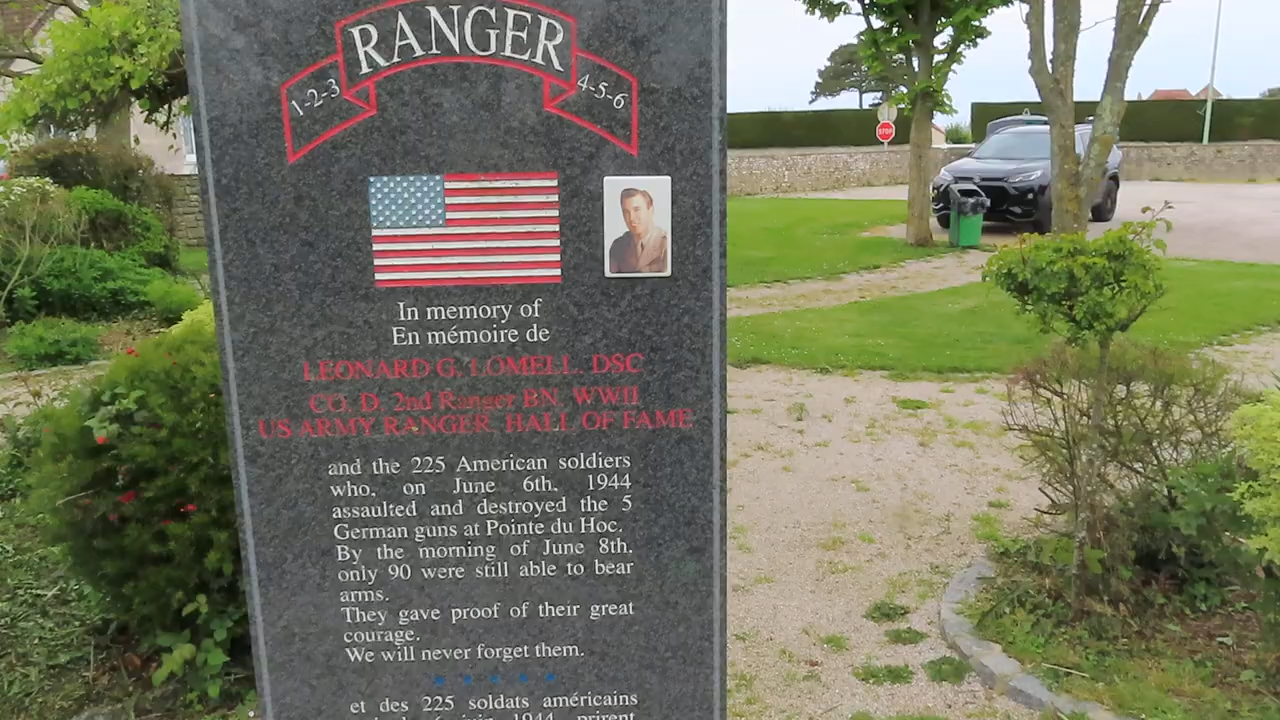 RANGER
1-2-3
4-5-6
In memory of
En mémoire de
LEONARD G. LOMELL. DSC
CO. D. 2nd Ranger BN. WWII
US ARMY RANGER. HALL OF FAME
and the 225 American soldiers
who, on June 6th, 1944
assaulted and destroyed the 5
German guns at Pointe du Hoc.
By the morning of June 8th,
only 90 were still able to bear
arms.
They gave proof of their great
courage.
We will never forget them.
et des 225 soldats américains
juin 1944 prirent
STOP